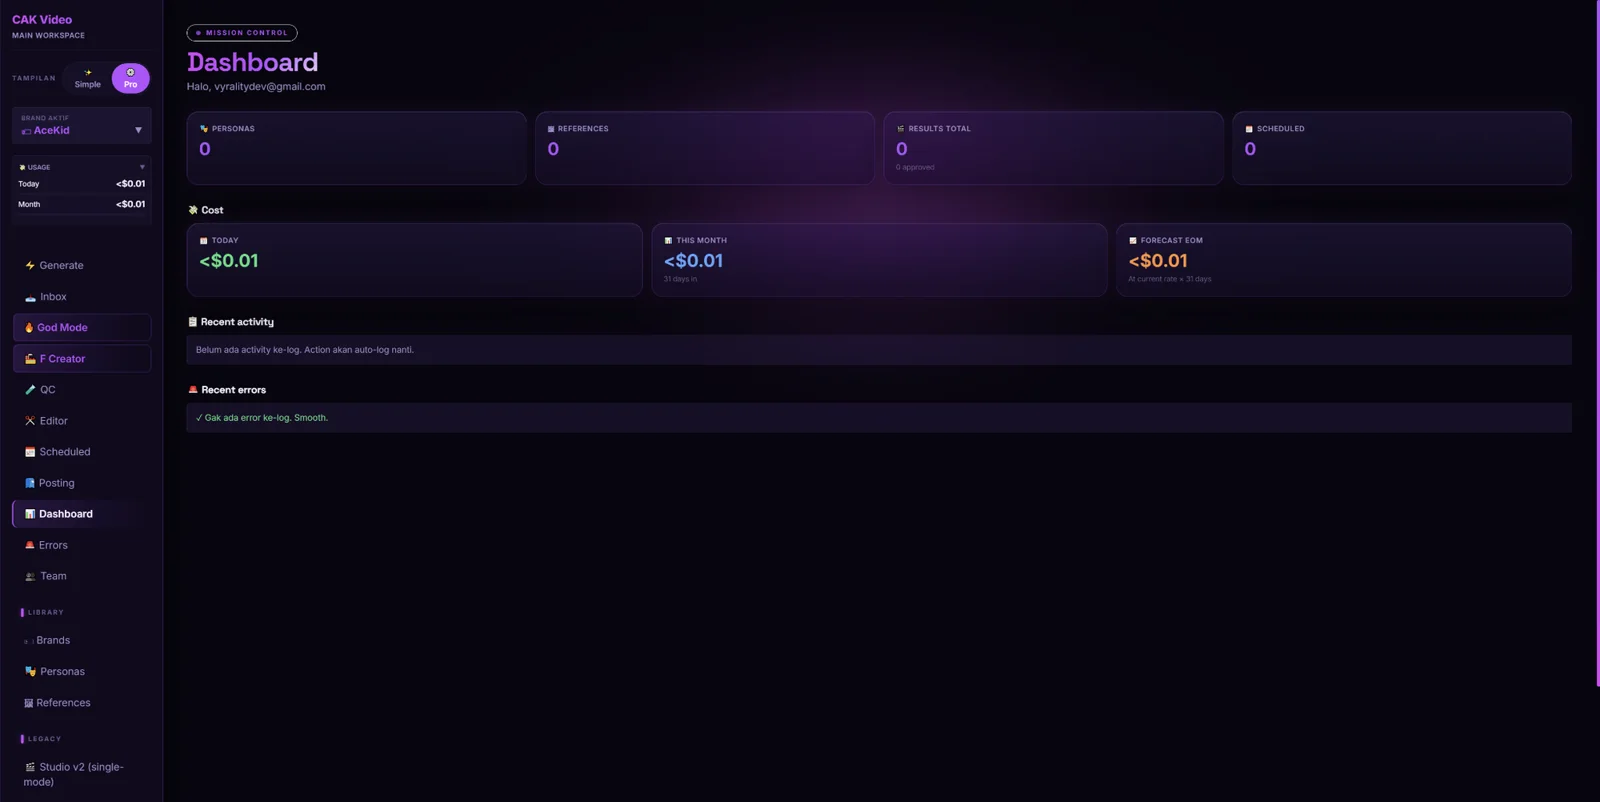 CAK Video
MAIN WORKSPACE
TAMPILAN
Simple
Pro
BRAND AKTIF
AceKid
USAGE
Today <$0.01
Month <$0.01
Generate
Inbox
God Mode
F Creator
QC
Editor
Scheduled
Posting
Dashboard
Errors
Team
LIBRARY
Brands
Personas
References
LEGACY
Studio v2 (single-
mode)
MISSION CONTROL
Dashboard
Halo, vyralitydev@gmail.com
PERSONAS
0
REFERENCES
0
RESULTS TOTAL
0
0 approved
SCHEDULED
0
Cost
TODAY
<$0.01
THIS MONTH
<$0.01
31 days in
FORECAST EOM
<$0.01
At current rate × 31 days
Recent activity
Belum ada activity ke-log. Action akan auto-log nanti.
Recent errors
✓ Gak ada error ke-log. Smooth.